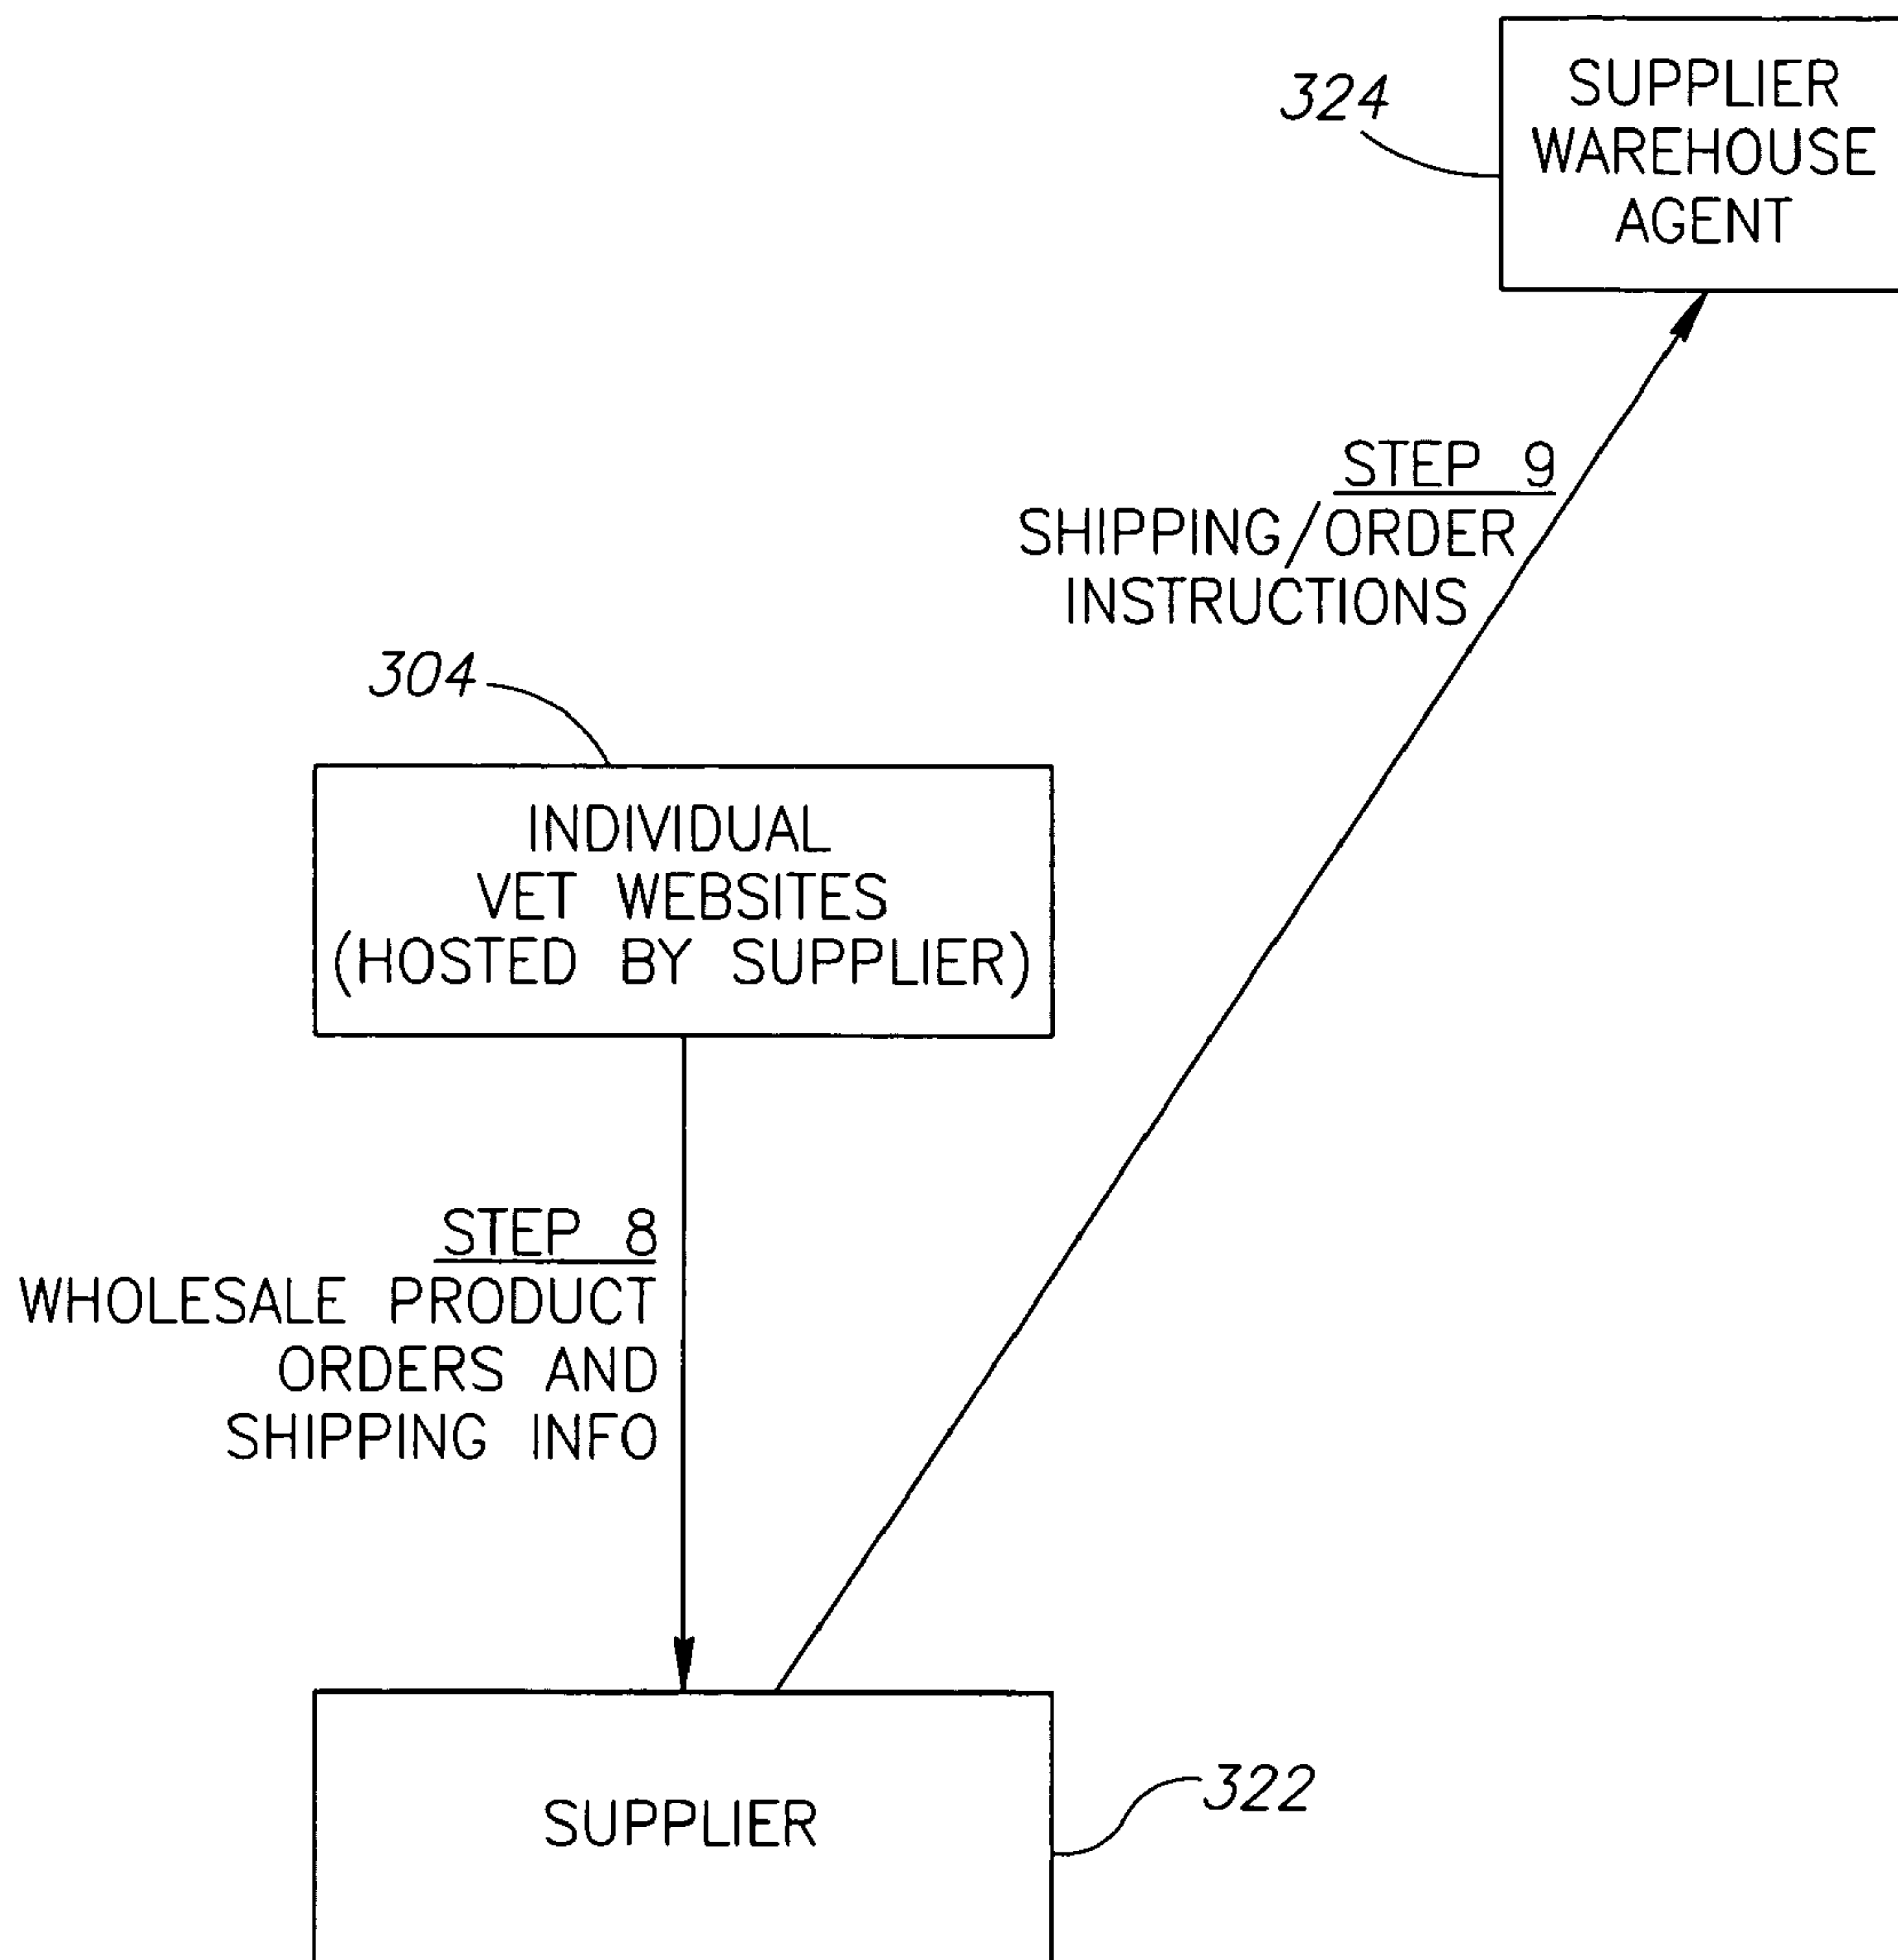 SUPPLIER
WAREHOUSE
AGENT
324
STEP 9
SHIPPING/ORDER
INSTRUCTIONS
304
INDIVIDUAL
VET WEBSITES
(HOSTED BY SUPPLIER)
STEP 8
WHOLESALE PRODUCT
ORDERS AND
SHIPPING INFO
SUPPLIER
322